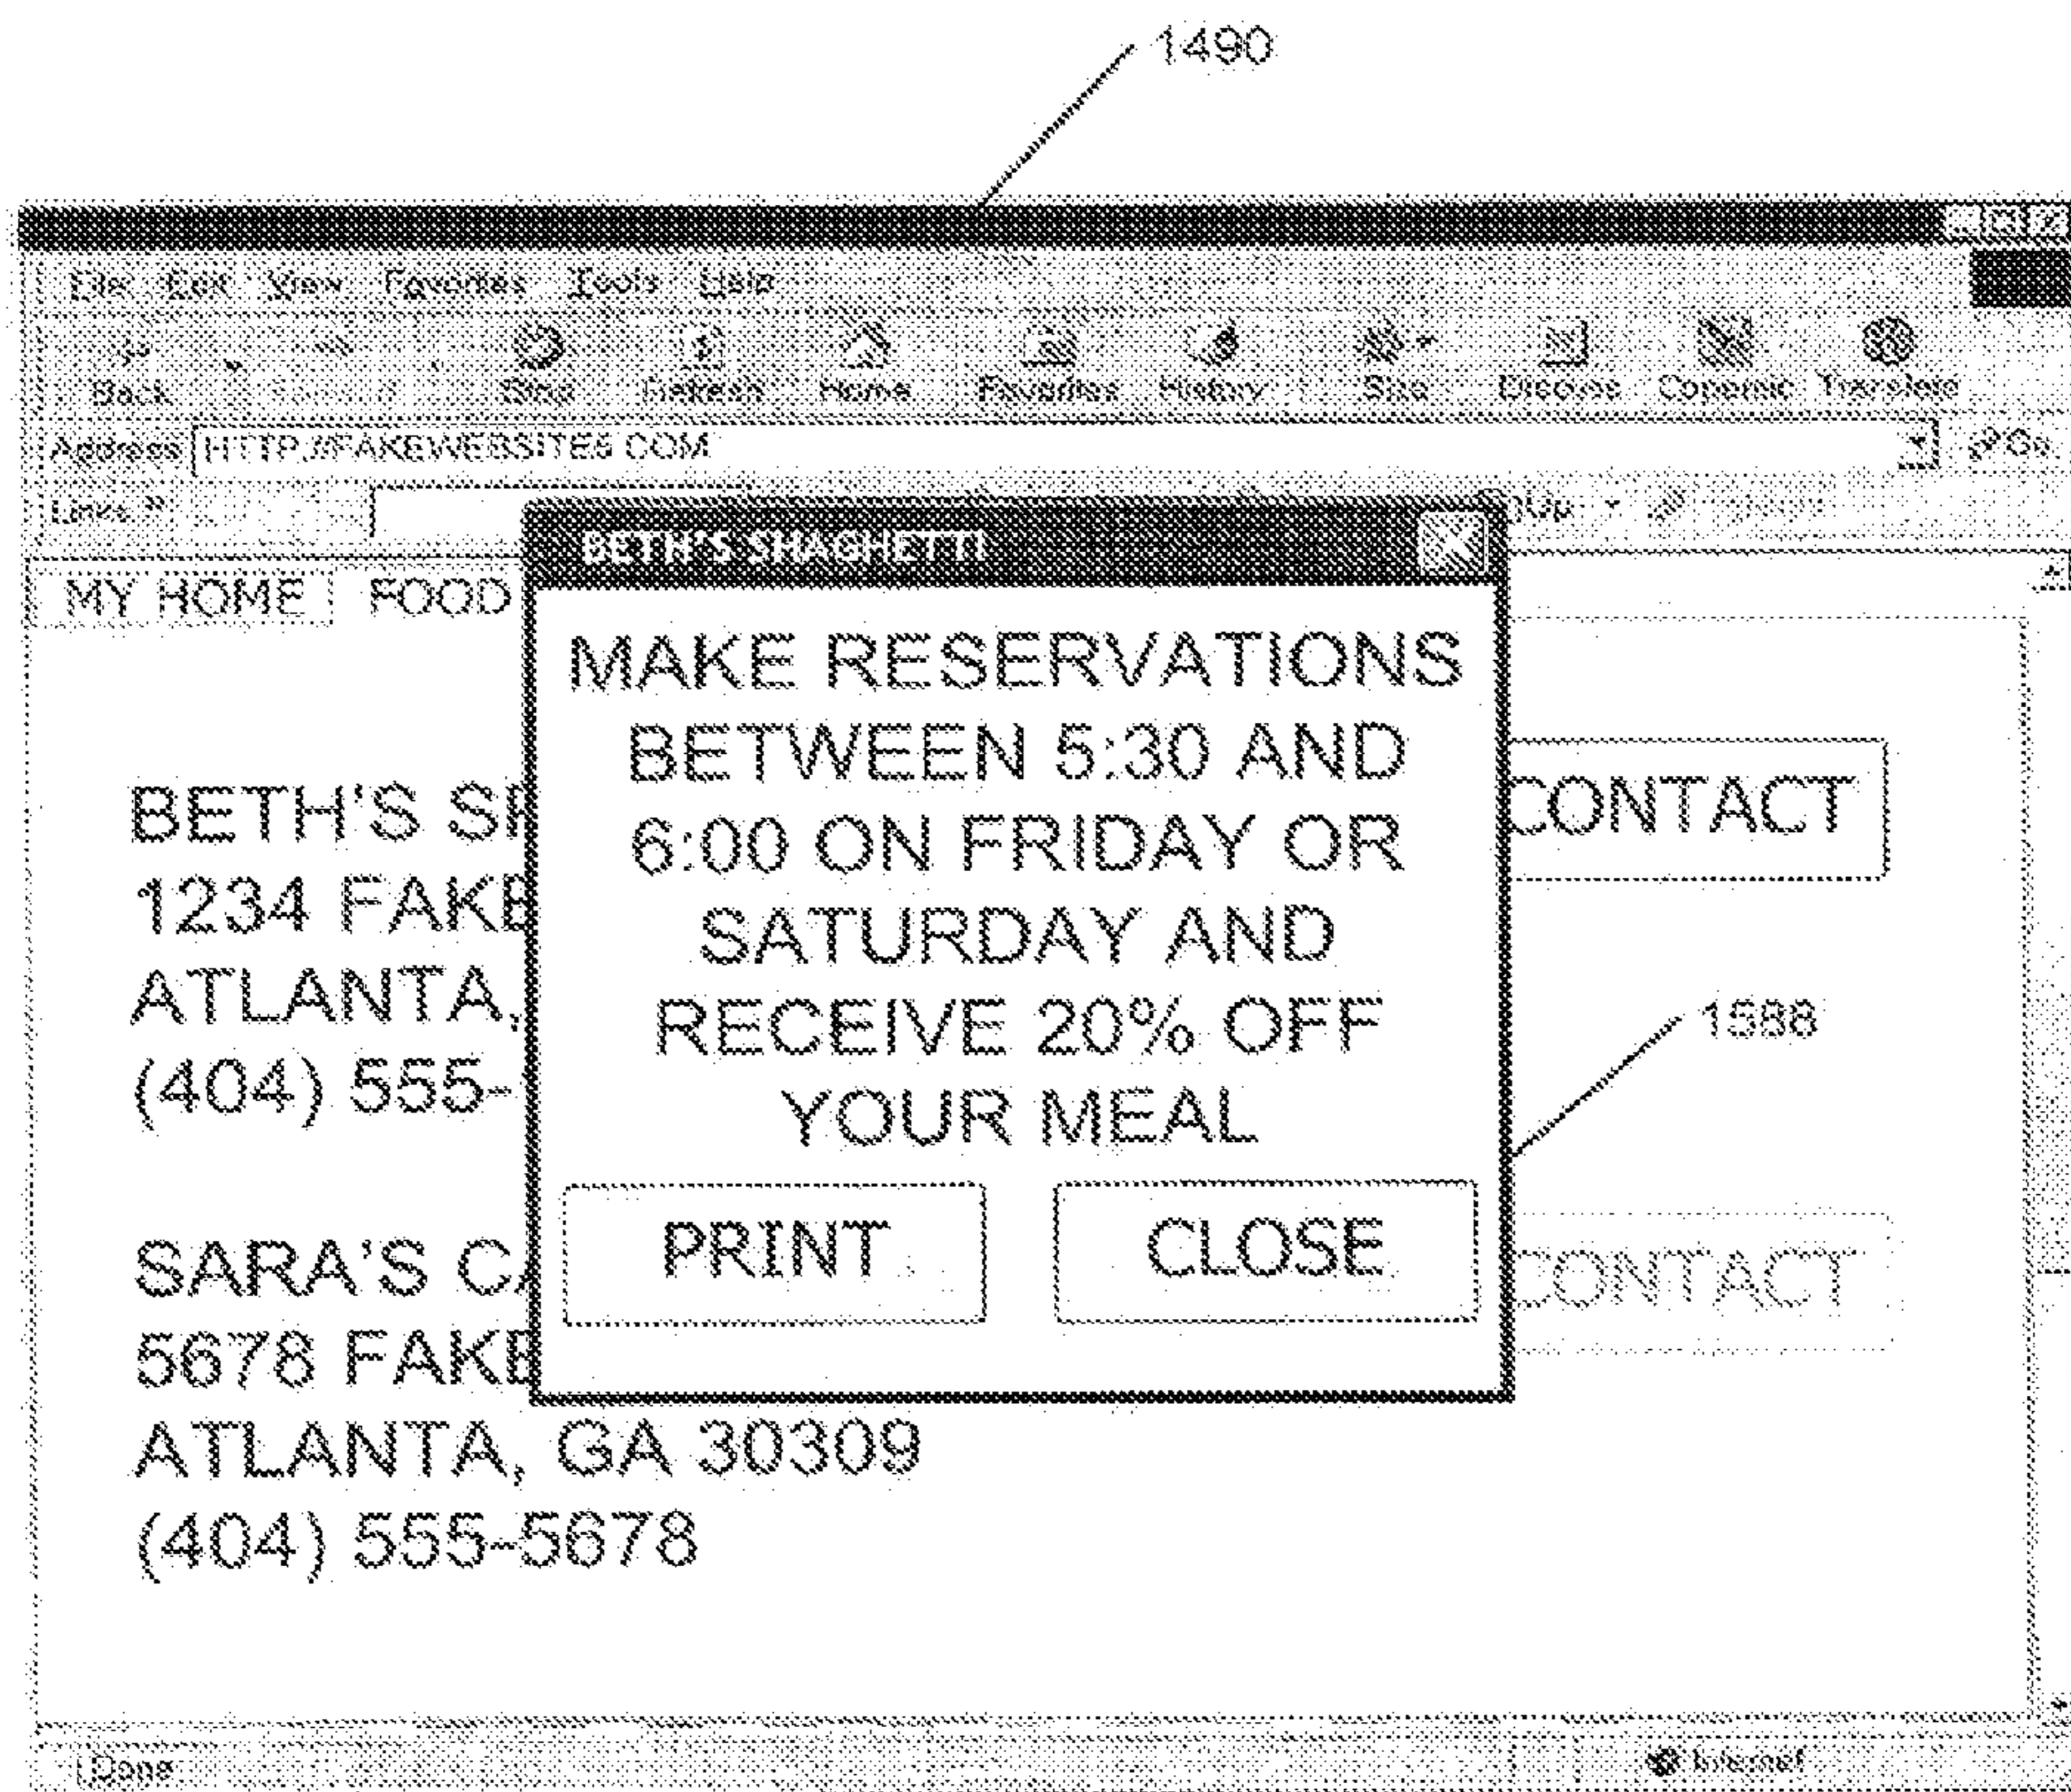 1490
File Edit View Favorites Tools Help
Back Stop Refresh Home Favorites History Size Discuss Copernic Translate
Address HTTP://FAKEWEBSITES.COM Go
Links »
BETH'S SHAGHETTI
MY HOME FOOD
MAKE RESERVATIONS
BETWEEN 5:30 AND
6:00 ON FRIDAY OR
SATURDAY AND
RECEIVE 20% OFF
YOUR MEAL
PRINT CLOSE
BETH'S SH
1234 FAKE
ATLANTA,
(404) 555-
CONTACT
1588
SARA'S CA
5678 FAKE
ATLANTA, GA 30309
(404) 555-5678
CONTACT
Done Internet